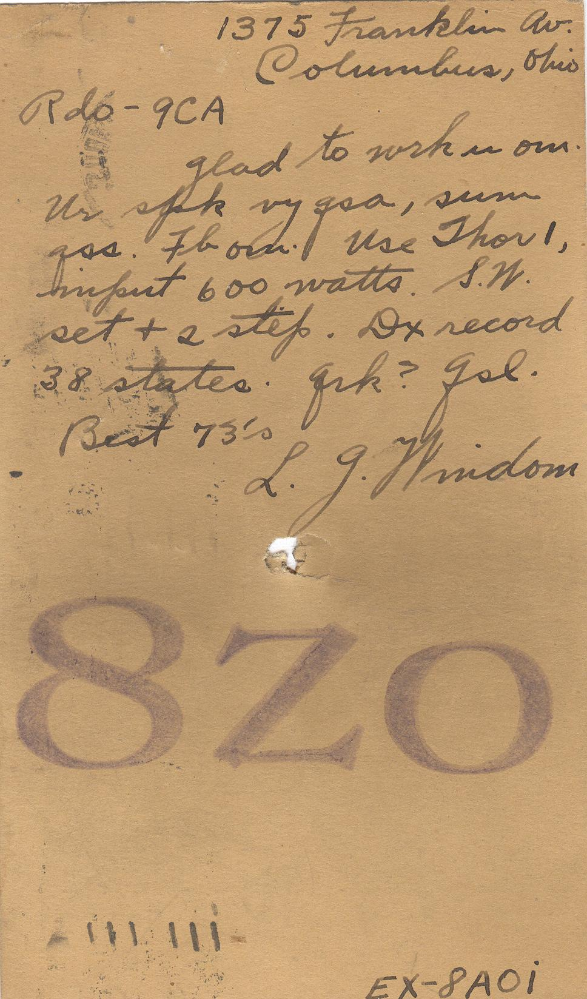 1375 Franklin Av.
Columbus, Ohio
Rdo - 9CA
glad to wrk u om.
Ur spk vy qsa, sum
qss. Fb om. Use Thor 1,
input 600 watts. S.W.
set + 2 step. Dx record
38 states. qrk? qsl.
Best 73's
L. G. Windom
8ZO
EX-8AOi